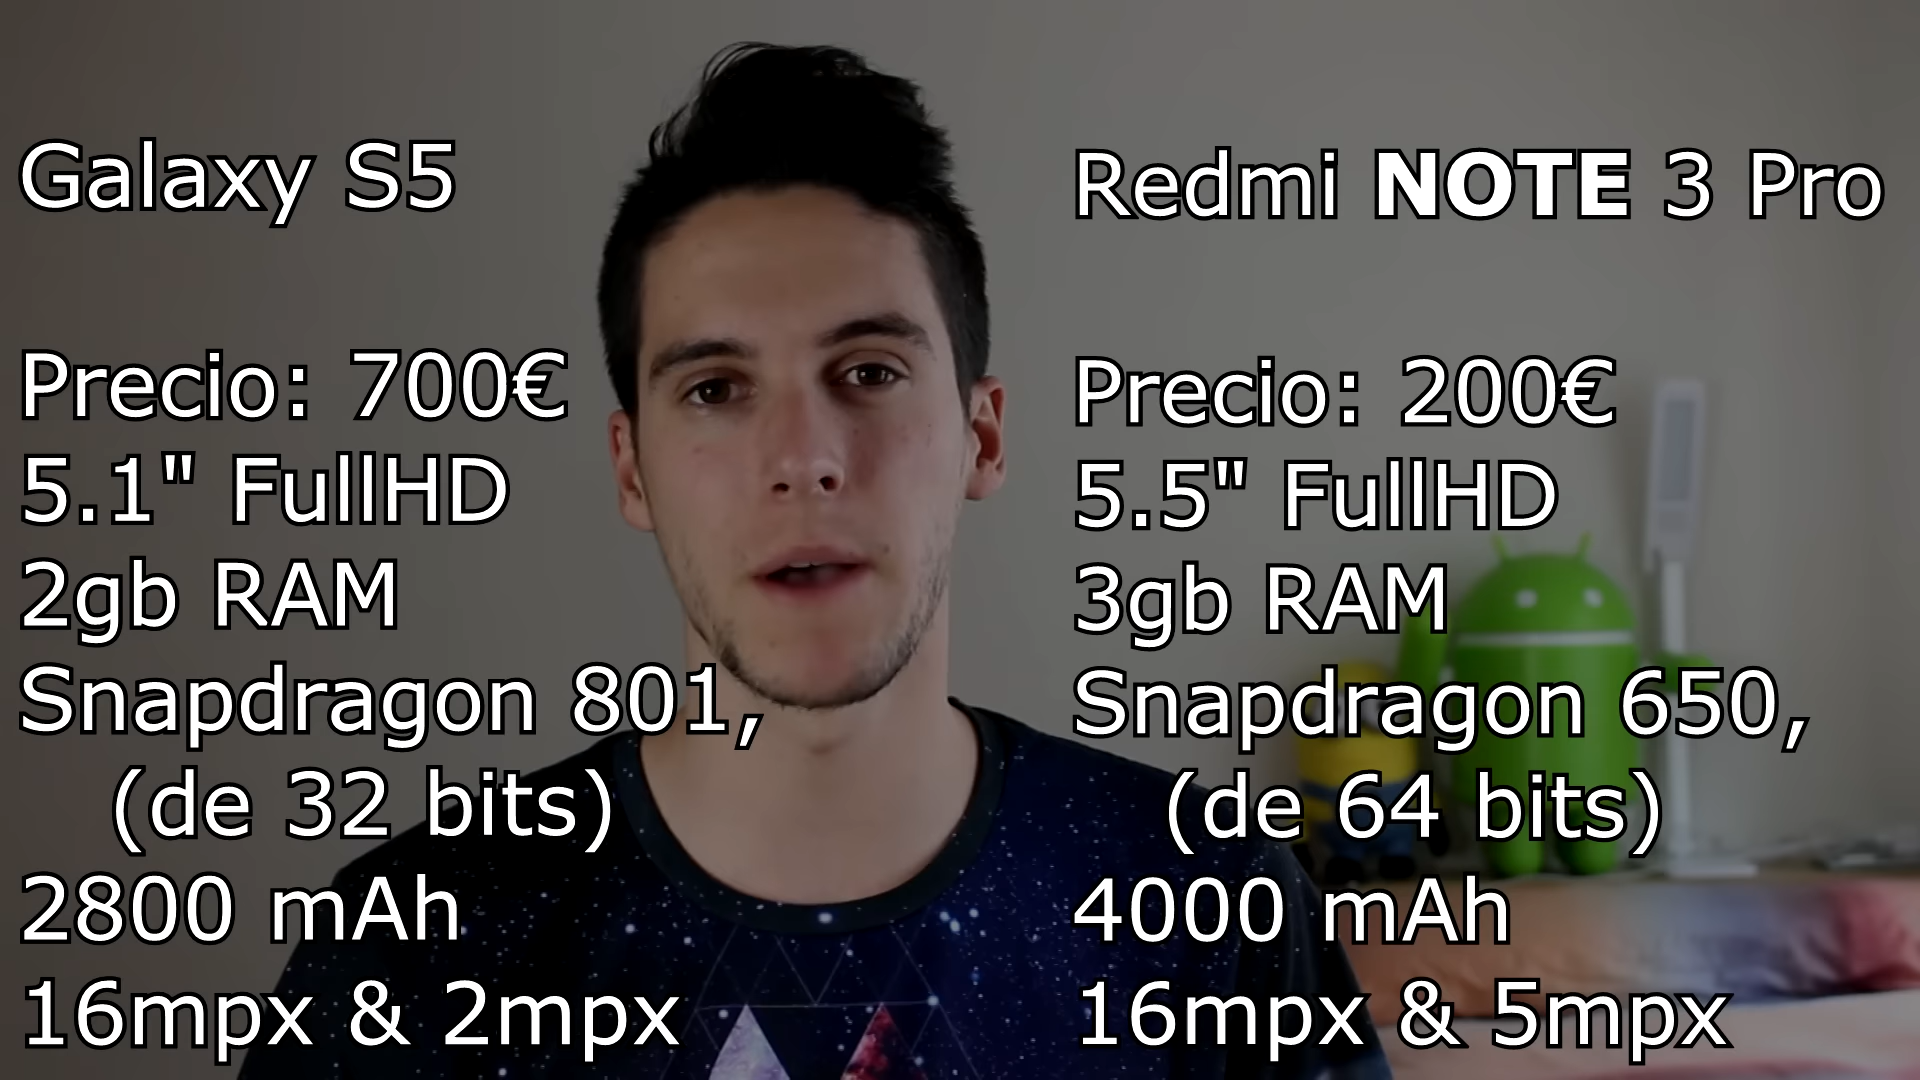 Galaxy S5
Precio: 700€
5.1" FullHD
2gb RAM
Snapdragon 801,
(de 32 bits)
2800 mAh
16mpx & 2mpx
Redmi NOTE 3 Pro
Precio: 200€
5.5" FullHD
3gb RAM
Snapdragon 650,
(de 64 bits)
4000 mAh
16mpx & 5mpx